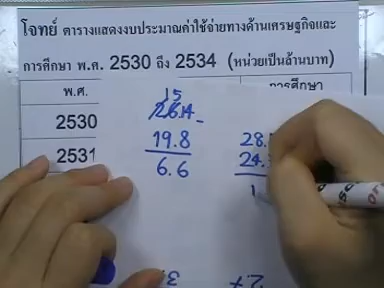 โจทย์ ตารางแสดงงบประมาณค่าใช้จ่ายทางด้านเศรษฐกิจและ
การศึกษา พ.ศ. 2530 ถึง 2534 (หน่วยเป็นล้านบาท)
พ.ศ. การศึกษา
2530
2531
15
26.4 -
19.8
6.6
28.
24.